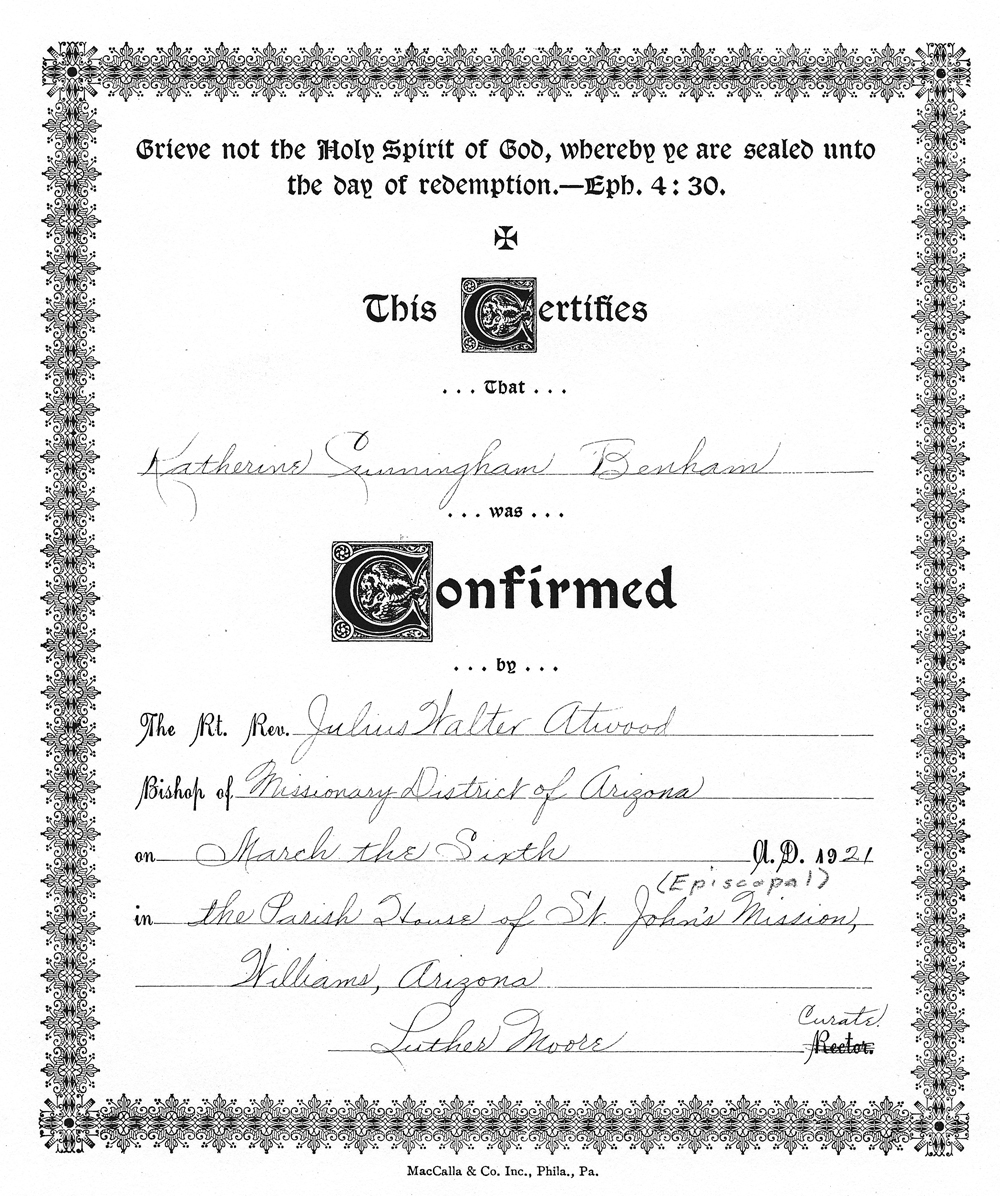 Grieve not the Holy Spirit of God, whereby ye are sealed unto
the day of redemption.—Eph. 4 : 30.
This Certifies
. . . That . . .
Katherine Cunningham Benham
. . . was . . .
Confirmed
. . . by . . .
The Rt. Rev. Julius Walter Atwood
Bishop of Missionary District of Arizona
on March the Sixth A. D. 1921
(Episcopal)
in the Parish House of St. John's Mission,
Williams, Arizona
Curate.
Luther Moore Rector.
MacCalla & Co. Inc., Phila., Pa.